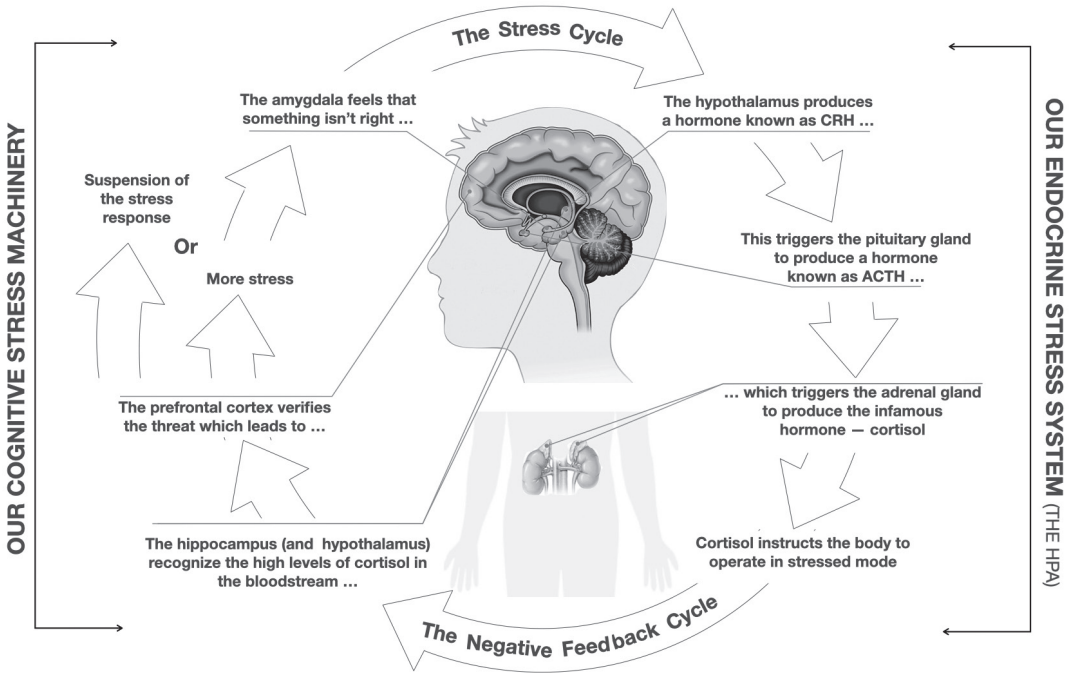 The Stress Cycle
OUR COGNITIVE STRESS MACHINERY
OUR ENDOCRINE STRESS SYSTEM (THE HPA)
The amygdala feels that
something isn't right ...
The hypothalamus produces
a hormone known as CRH ...
This triggers the pituitary gland
to produce a hormone
known as ACTH ...
... which triggers the adrenal gland
to produce the infamous
hormone — cortisol
Cortisol instructs the body to
operate in stressed mode
The Negative Feedback Cycle
The hippocampus (and hypothalamus)
recognize the high levels of cortisol in
the bloodstream ...
The prefrontal cortex verifies
the threat which leads to ...
More stress
Or
Suspension of
the stress
response